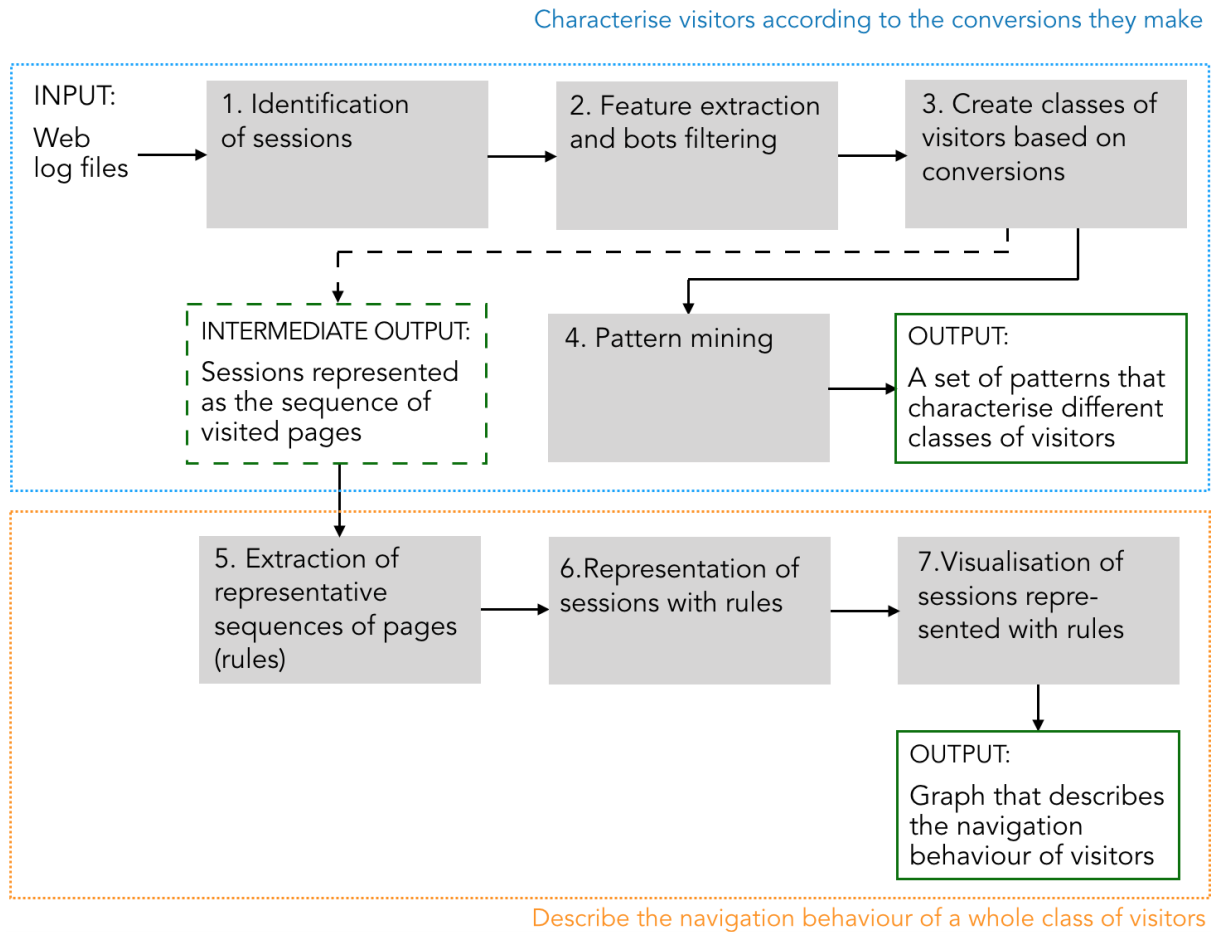 Characterise visitors according to the conversions they make
INPUT:
Web
log files
1. Identification
of sessions
2. Feature extraction
and bots filtering
3. Create classes of
visitors based on
conversions
INTERMEDIATE OUTPUT:
Sessions represented
as the sequence of
visited pages
4. Pattern mining
OUTPUT:
A set of patterns that
characterise different
classes of visitors
5. Extraction of
representative
sequences of pages
(rules)
6.Representation of
sessions with rules
7.Visualisation of
sessions repre-
sented with rules
OUTPUT:
Graph that describes
the navigation
behaviour of visitors
Describe the navigation behaviour of a whole class of visitors